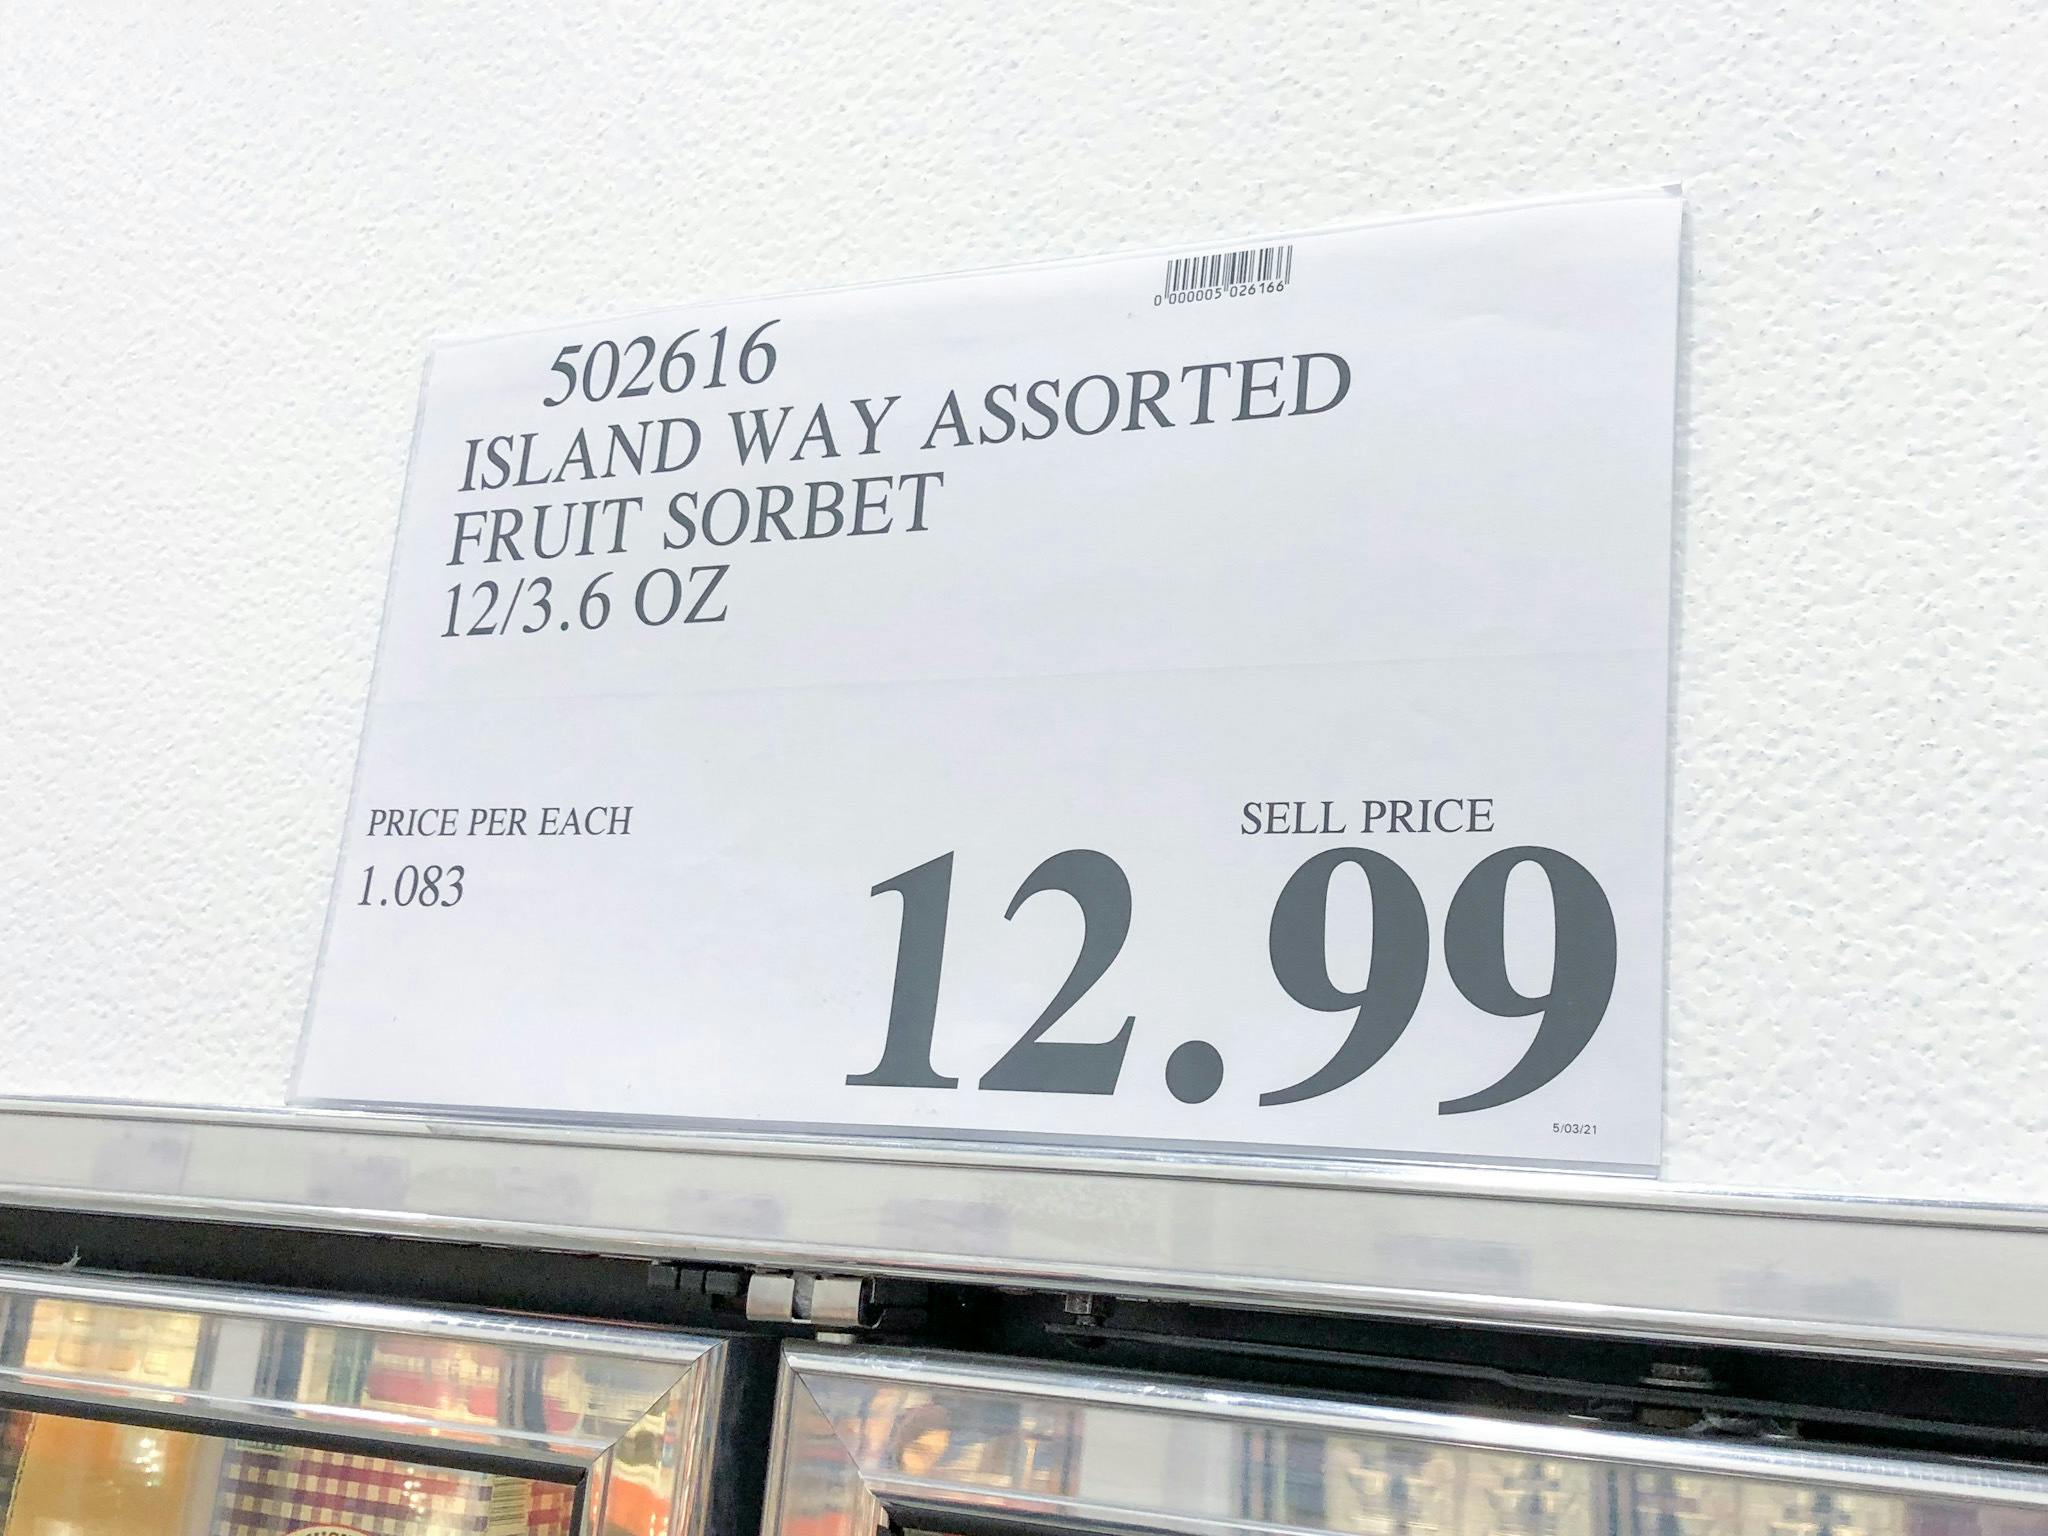 0 000005 026166
502616
ISLAND WAY ASSORTED
FRUIT SORBET
12/3.6 OZ
PRICE PER EACH
1.083
SELL PRICE
12.99
5/03/21